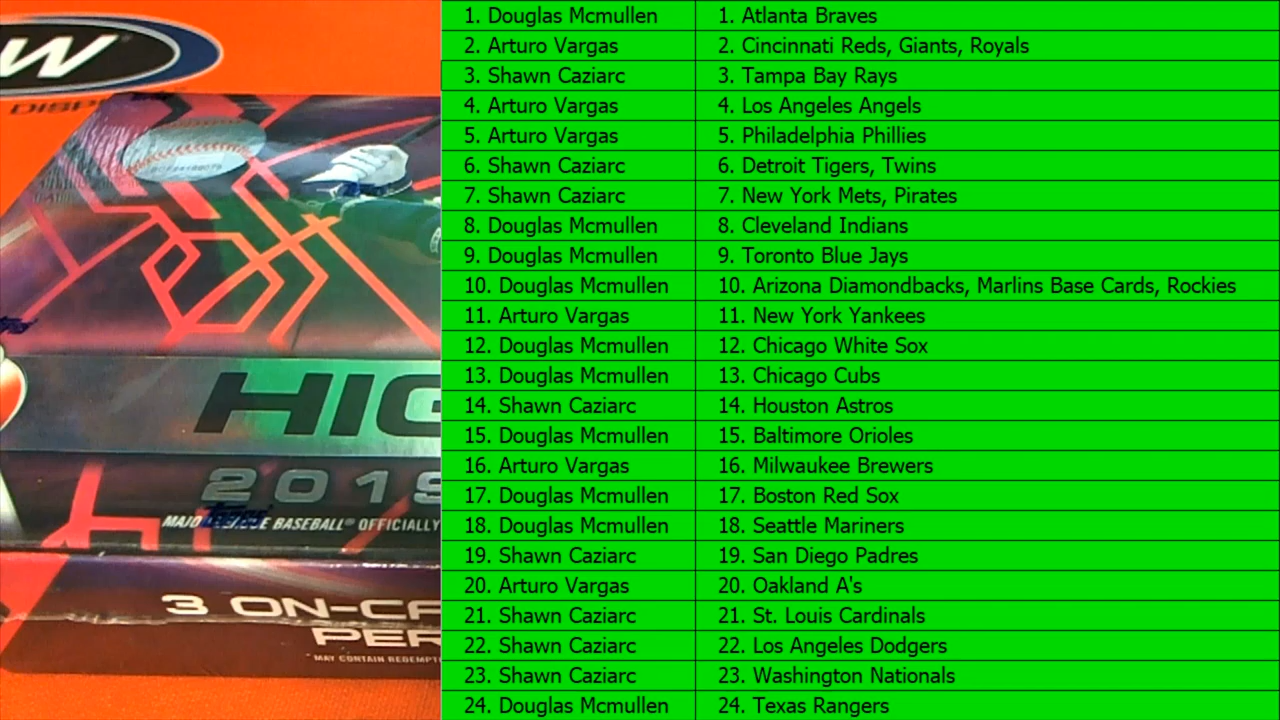 W
DISP
HIG
2019
MAJO LEAGUE BASEBALL® OFFICIALLY
3 ON-CA
PER
MAY CONTAIN REDEMPT
1. Douglas Mcmullen 1. Atlanta Braves
2. Arturo Vargas 2. Cincinnati Reds, Giants, Royals
3. Shawn Caziarc 3. Tampa Bay Rays
4. Arturo Vargas 4. Los Angeles Angels
5. Arturo Vargas 5. Philadelphia Phillies
6. Shawn Caziarc 6. Detroit Tigers, Twins
7. Shawn Caziarc 7. New York Mets, Pirates
8. Douglas Mcmullen 8. Cleveland Indians
9. Douglas Mcmullen 9. Toronto Blue Jays
10. Douglas Mcmullen 10. Arizona Diamondbacks, Marlins Base Cards, Rockies
11. Arturo Vargas 11. New York Yankees
12. Douglas Mcmullen 12. Chicago White Sox
13. Douglas Mcmullen 13. Chicago Cubs
14. Shawn Caziarc 14. Houston Astros
15. Douglas Mcmullen 15. Baltimore Orioles
16. Arturo Vargas 16. Milwaukee Brewers
17. Douglas Mcmullen 17. Boston Red Sox
18. Douglas Mcmullen 18. Seattle Mariners
19. Shawn Caziarc 19. San Diego Padres
20. Arturo Vargas 20. Oakland A's
21. Shawn Caziarc 21. St. Louis Cardinals
22. Shawn Caziarc 22. Los Angeles Dodgers
23. Shawn Caziarc 23. Washington Nationals
24. Douglas Mcmullen 24. Texas Rangers